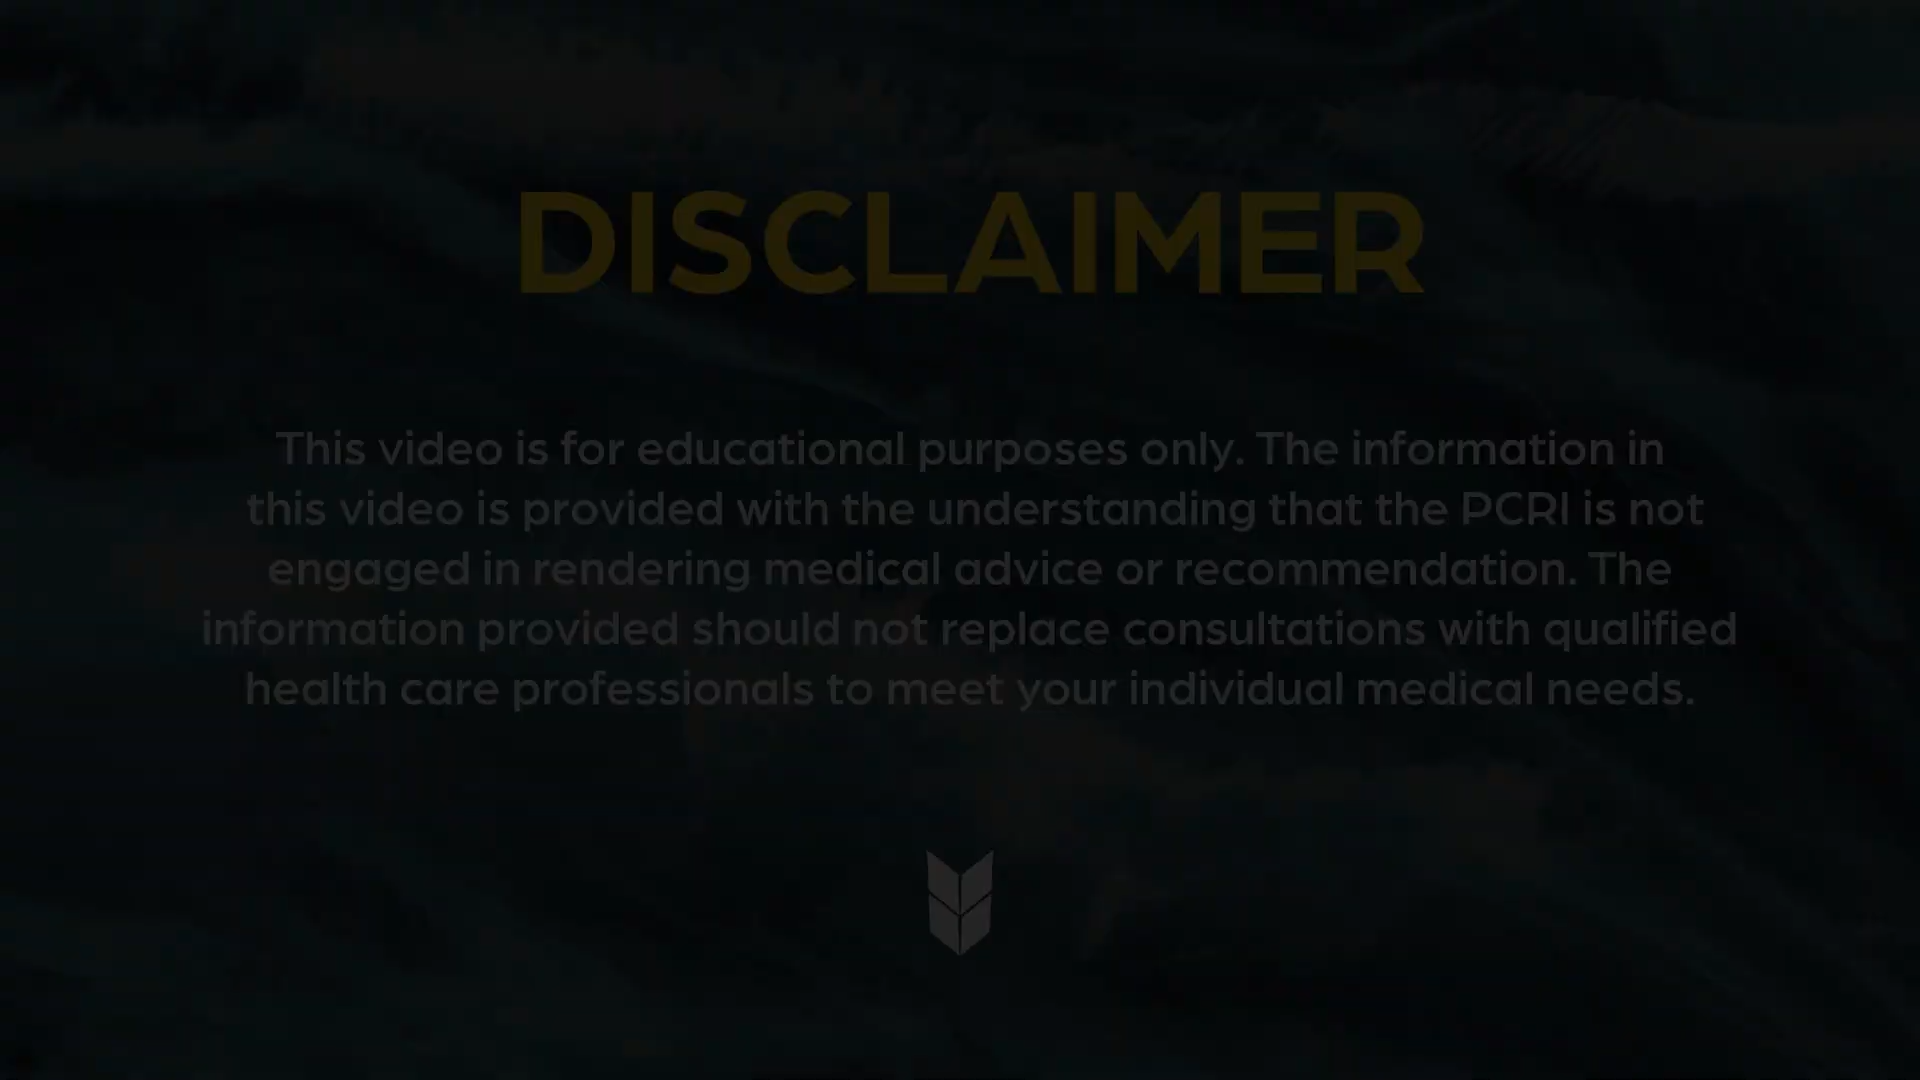 DISCLAIMER
This video is for educational purposes only. The information in
this video is provided with the understanding that the PCRI is not
engaged in rendering medical advice or recommendation. The
information provided should not replace consultations with qualified
health care professionals to meet your individual medical needs.